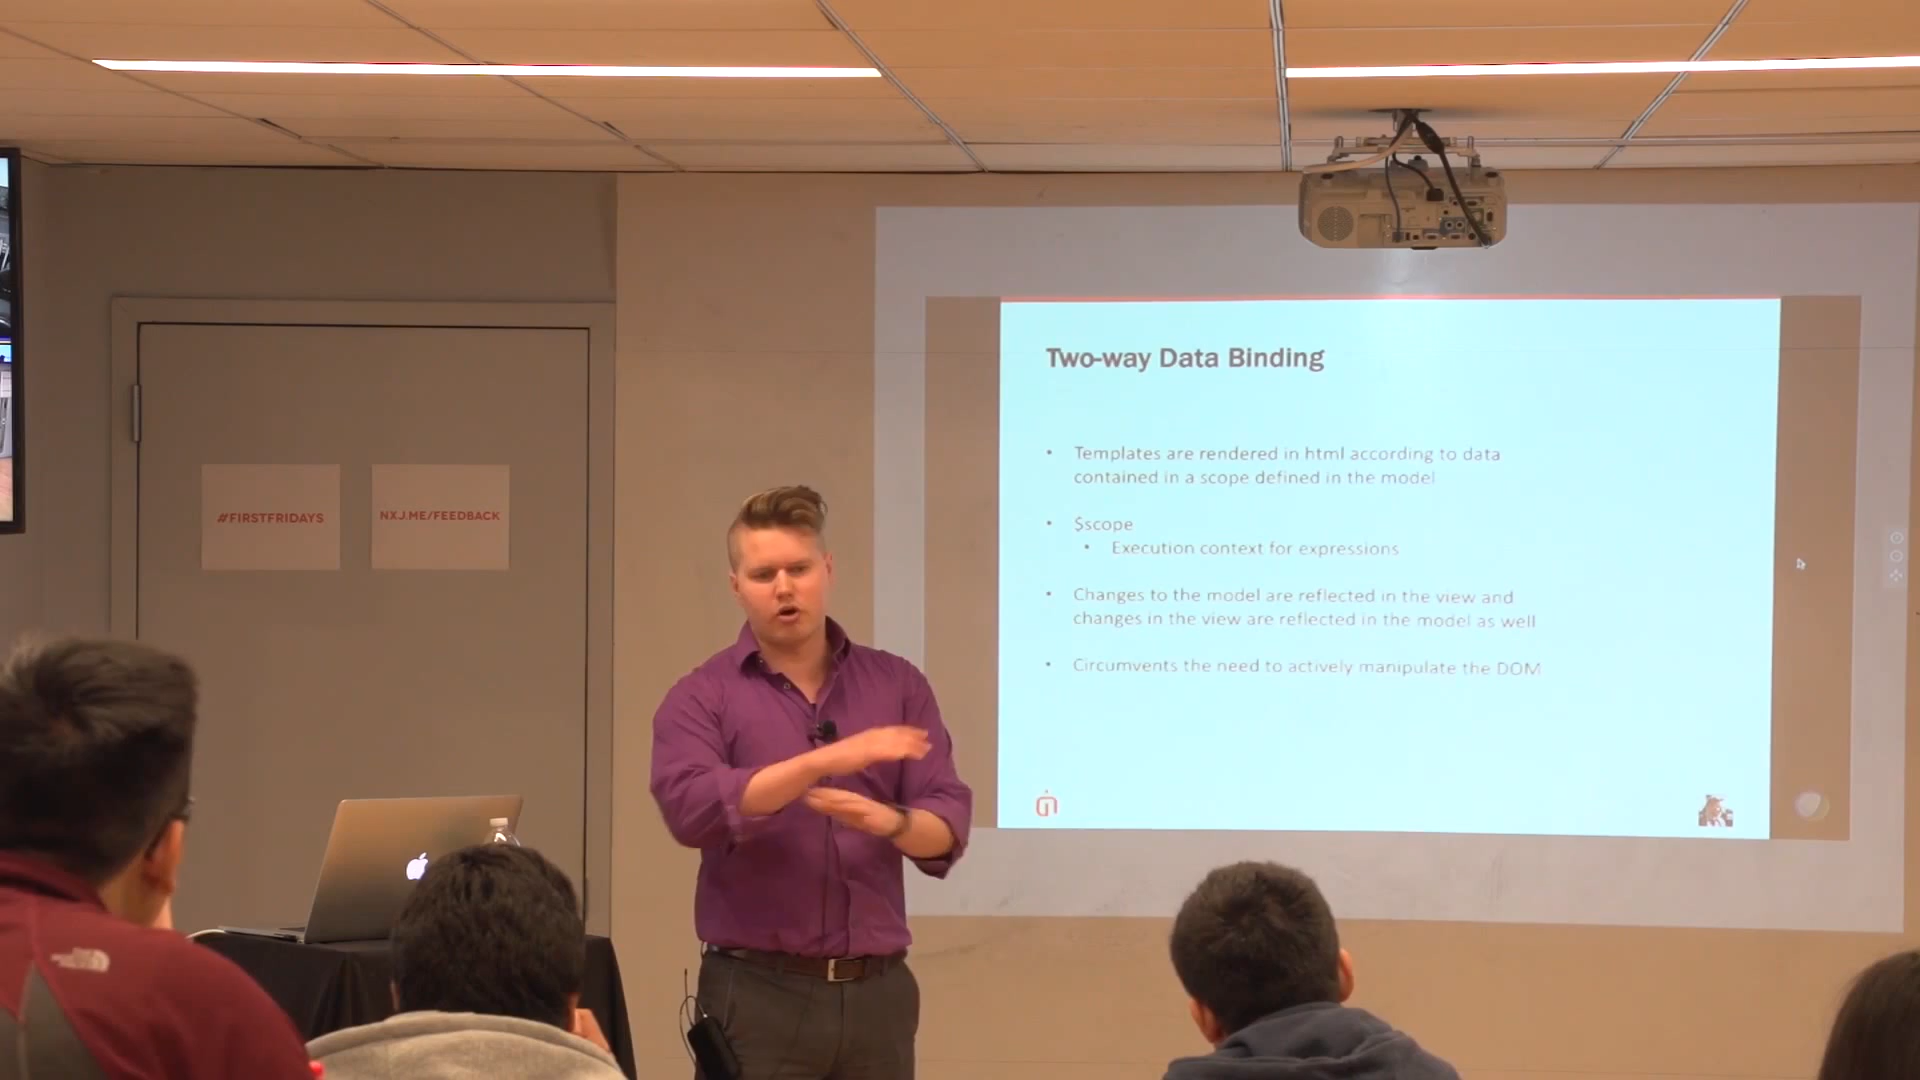 #FIRSTFRIDAYS
NXJ.ME/FEEDBACK
Two-way Data Binding
• Templates are rendered in html according to data
contained in a scope defined in the model
• $scope
• Execution context for expressions
• Changes to the model are reflected in the view and
changes in the view are reflected in the model as well
• Circumvents the need to actively manipulate the DOM